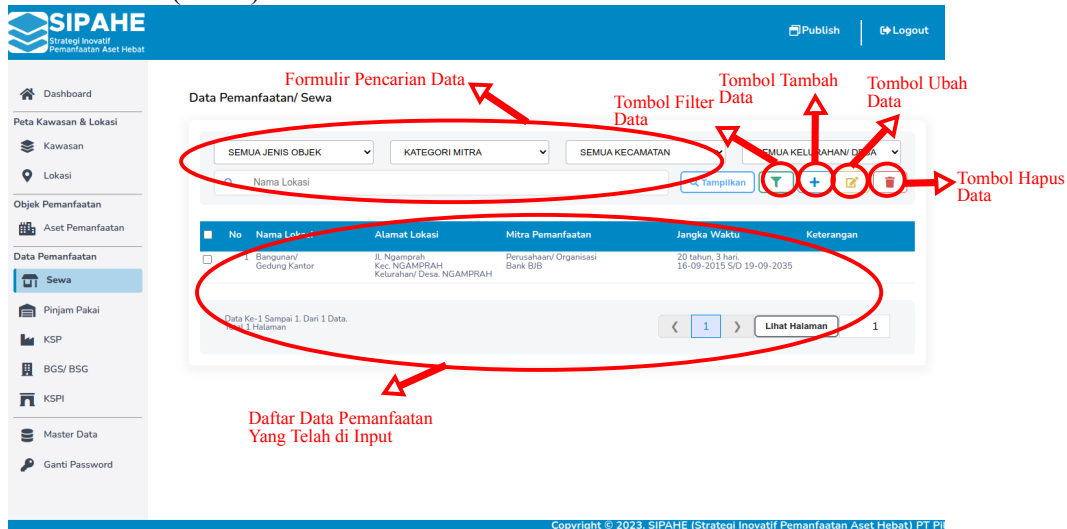 SIPAHE
Strategi Inovatif
Pemanfaatan Aset Hebat
Publish
Logout
Dashboard
Peta Kawasan & Lokasi
Kawasan
Lokasi
Objek Pemanfaatan
Aset Pemanfaatan
Data Pemanfaatan
Sewa
Pinjam Pakai
KSP
BGS/ BSG
KSPI
Master Data
Ganti Password
Formulir Pencarian Data
Tombol Filter
Data
Tombol Tambah
Data
Tombol Ubah
Data
Tombol Hapus
Data
Data Pemanfaatan/ Sewa
SEMUA JENIS OBJEK
KATEGORI MITRA
SEMUA KECAMATAN
SEMUA KELURAHAN/ DESA
Nama Lokasi
Tampilkan
No Nama Lokasi Alamat Lokasi Mitra Pemanfaatan Jangka Waktu Keterangan
1
Bangunan/
Gedung Kantor
Jl. Ngamprah
Kec. NGAMPRAH
Kelurahan/ Desa. NGAMPRAH
Perusahaan/ Organisasi
Bank BJB
20 tahun, 3 hari.
16-09-2015 S/D 19-09-2035
Data Ke-1 Sampai 1. Dari 1 Data.
Total 1 Halaman
1
Lihat Halaman
1
Daftar Data Pemanfaatan
Yang Telah di Input
Copyright © 2023. SIPAHE (Strategi Inovatif Pemanfaatan Aset Hebat) PT